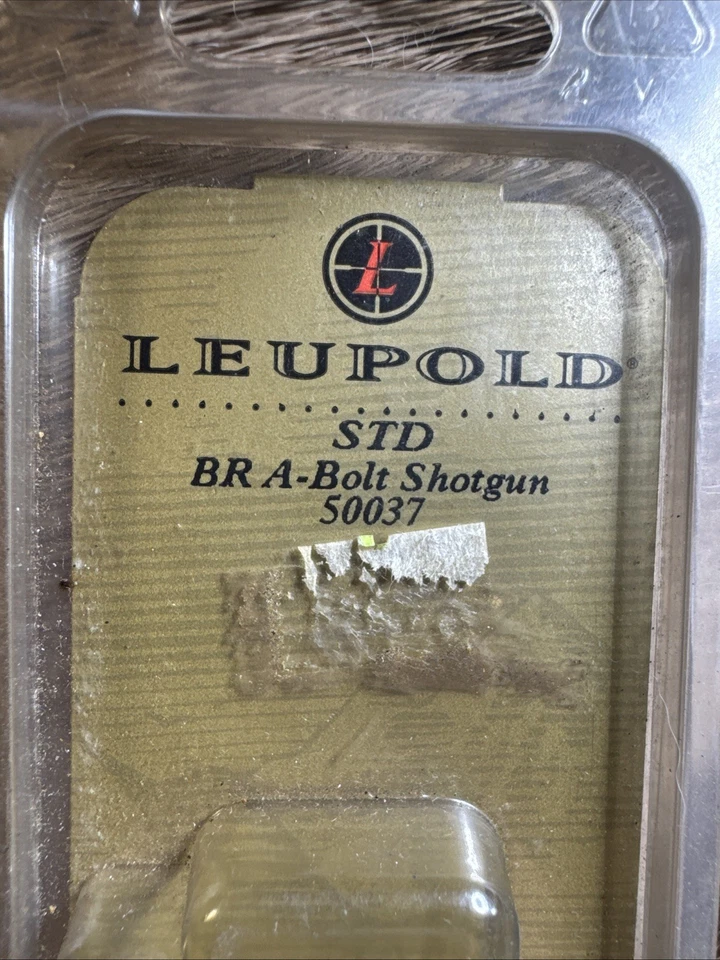 L
LEUPOLD®
STD
BR A-Bolt Shotgun
50037